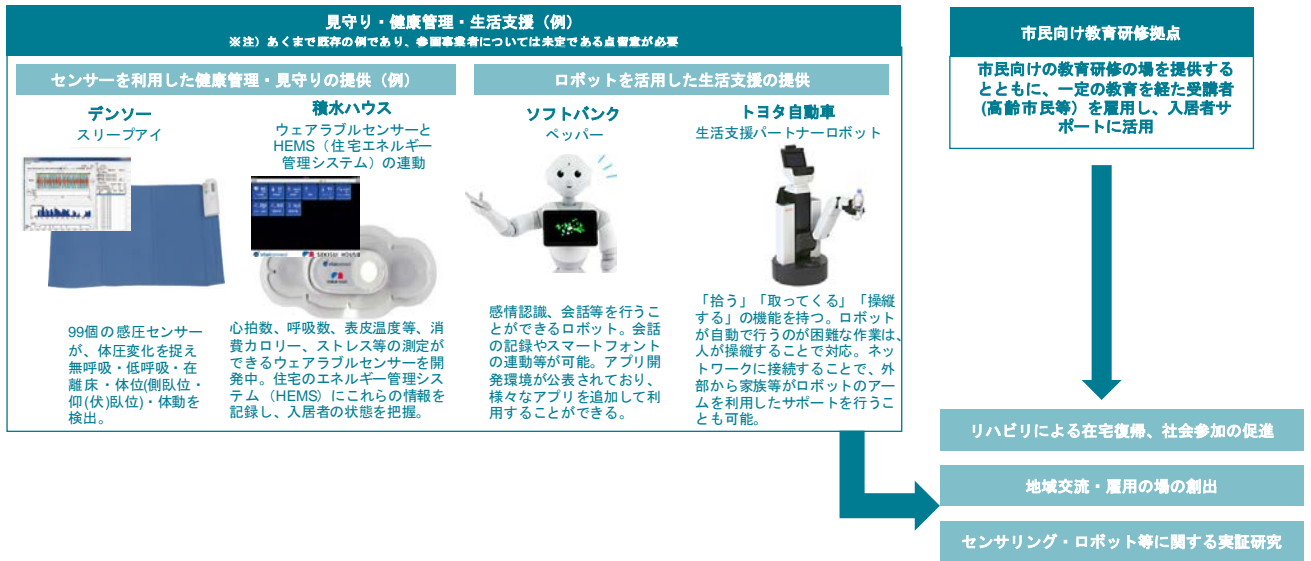 見守り・健康管理・生活支援（例）
※注）あくまで既存の例であり、参画事業者については未定である点留意が必要
センサーを利用した健康管理・見守りの提供（例）
デンソー
スリープアイ
99個の感圧センサー
が、体圧変化を捉え
無呼吸・低呼吸・在
離床・体位(側臥位・
仰(伏)臥位)・体動を
検出。
積水ハウス
ウェアラブルセンサーと
HEMS（住宅エネルギー
管理システム）の連動
心拍数、呼吸数、表皮温度等、消
費カロリー、ストレス等の測定が
できるウェアラブルセンサーを開
発中。住宅のエネルギー管理シス
テム（HEMS）にこれらの情報を
記録し、入居者の状態を把握。
ロボットを活用した生活支援の提供
ソフトバンク
ペッパー
感情認識、会話等を行うこ
とができるロボット。会話
の記録やスマートフォント
の連動等が可能。アプリ開
発環境が公表されており、
様々なアプリを追加して利
用することができる。
トヨタ自動車
生活支援パートナーロボット
「拾う」「取ってくる」「操縦
する」の機能を持つ。ロボット
が自動で行うのが困難な作業は、
人が操縦することで対応。ネッ
トワークに接続することで、外
部から家族等がロボットのアー
ムを利用したサポートを行うこ
とも可能。
市民向け教育研修拠点
市民向けの教育研修の場を提供する
とともに、一定の教育を経た受講者
(高齢市民等）を雇用し、入居者サ
ポートに活用
リハビリによる在宅復帰、社会参加の促進
地域交流・雇用の場の創出
センサリング・ロボット等に関する実証研究